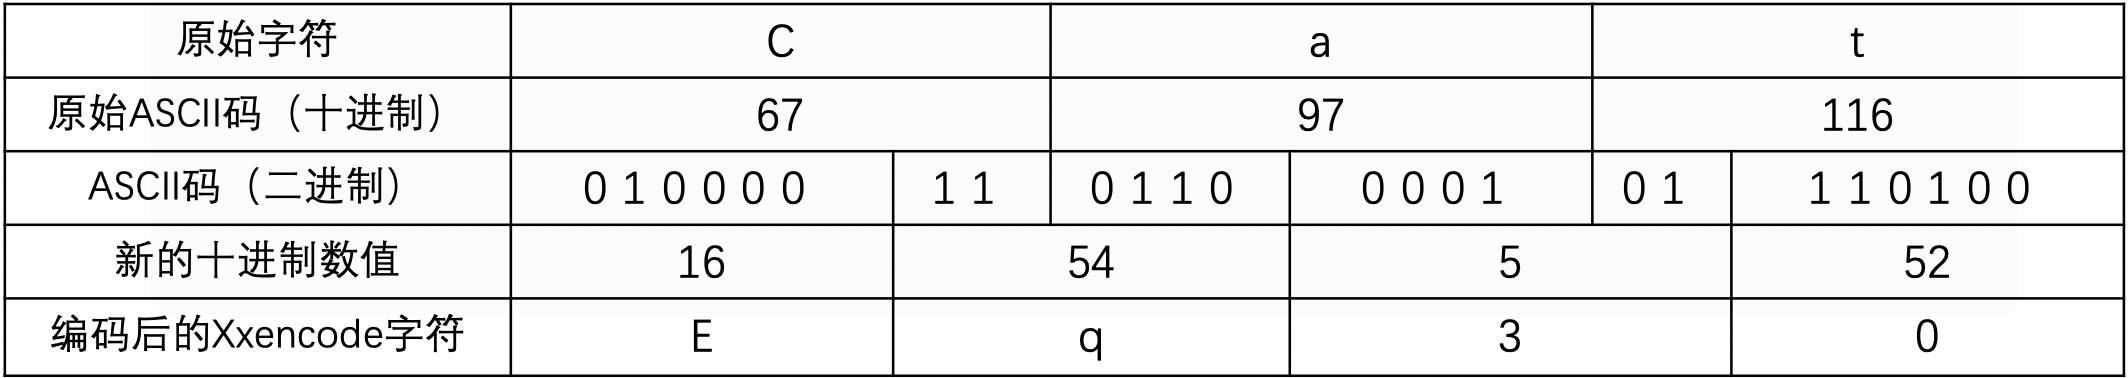 原始字符 C a t
原始ASCII码（十进制） 67 97 116
ASCII码（二进制） 0 1 0 0 0 0 1 1 0 1 1 0 0 0 0 1 0 1 1 1 0 1 0 0
新的十进制数值 16 54 5 52
编码后的Xxencode字符 E q 3 0